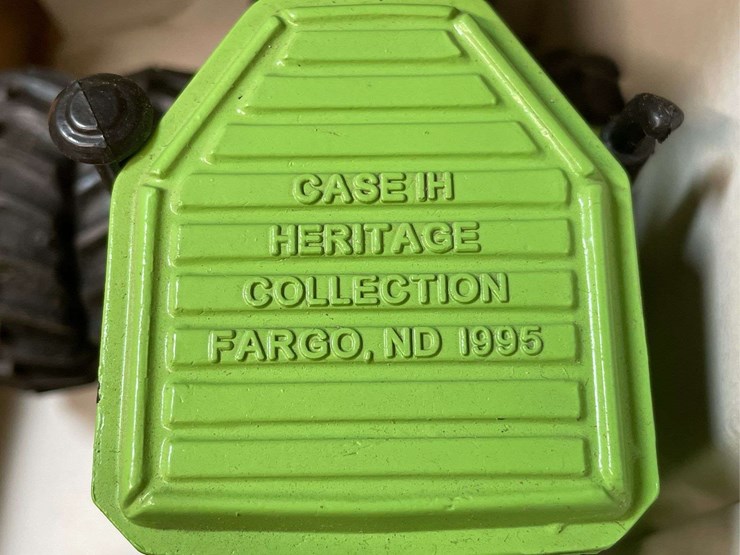 CASE IH
HERITAGE
COLLECTION
FARGO, ND 1995